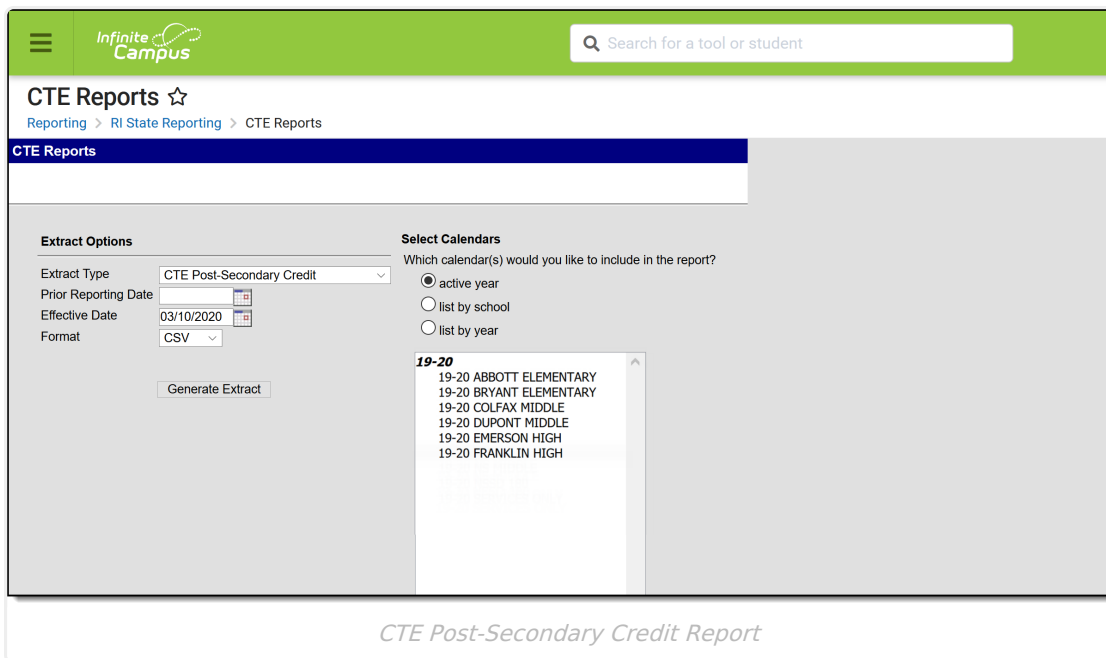 Infinite
Campus
Search for a tool or student
CTE Reports
Reporting > RI State Reporting > CTE Reports
CTE Reports
Extract Options
Extract Type CTE Post-Secondary Credit
Prior Reporting Date
Effective Date 03/10/2020
Format CSV
Generate Extract
Select Calendars
Which calendar(s) would you like to include in the report?
active year
list by school
list by year
19-20
19-20 ABBOTT ELEMENTARY
19-20 BRYANT ELEMENTARY
19-20 COLFAX MIDDLE
19-20 DUPONT MIDDLE
19-20 EMERSON HIGH
19-20 FRANKLIN HIGH
CTE Post-Secondary Credit Report